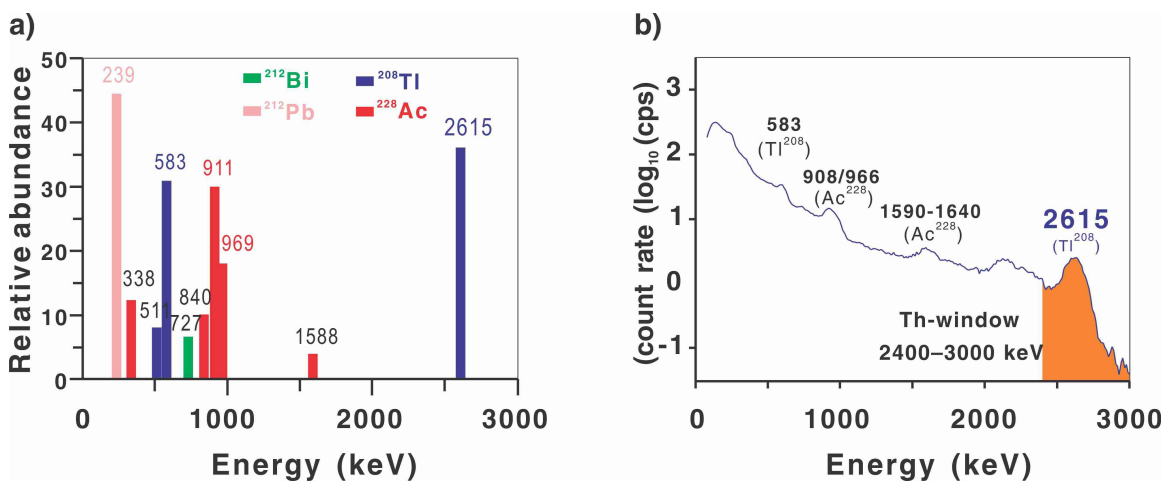 a)
Relative abundance
50
40
30
20
10
0
239
338
511
583
727
840
911
969
1588
2615
²¹²Bi
²⁰⁸Tl
²¹²Pb
²²⁸Ac
0
1000
2000
3000
Energy (keV)
b)
(count rate (log₁₀(cps)
3
2
1
0
-1
583
(Tl²⁰⁸)
908/966
(Ac²²⁸)
1590-1640
(Ac²²⁸)
2615
(Tl²⁰⁸)
Th-window
2400–3000 keV
0
1000
2000
3000
Energy (keV)